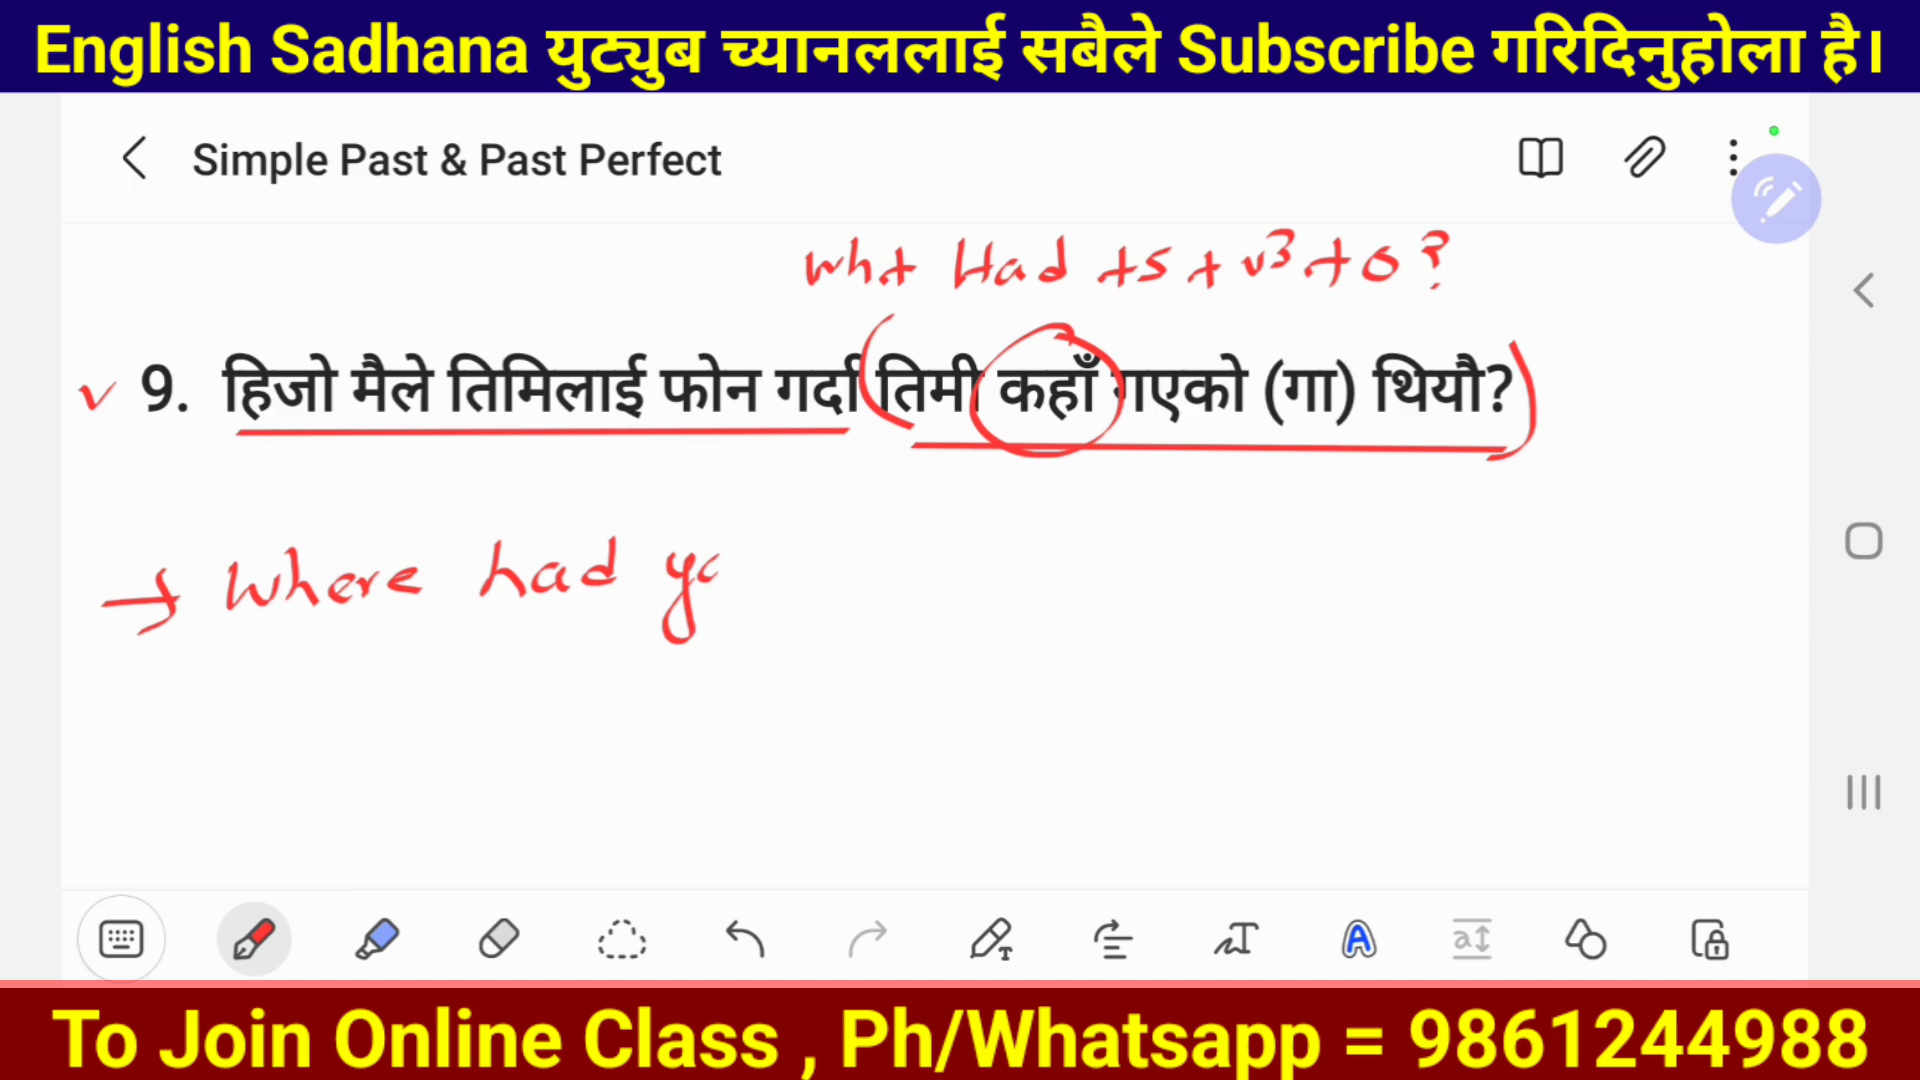 English Sadhana युट्युब च्यानललाई सबैले Subscribe गरिदिनुहोला है।
Simple Past & Past Perfect
wh+ Had +S + v3 + o ?
✓ 9. हिजो मैले तिमिलाई फोन गर्दा (तिमी कहाँ गएको (गा) थियौ?)
→ Where had yo
To Join Online Class , Ph/Whatsapp = 9861244988